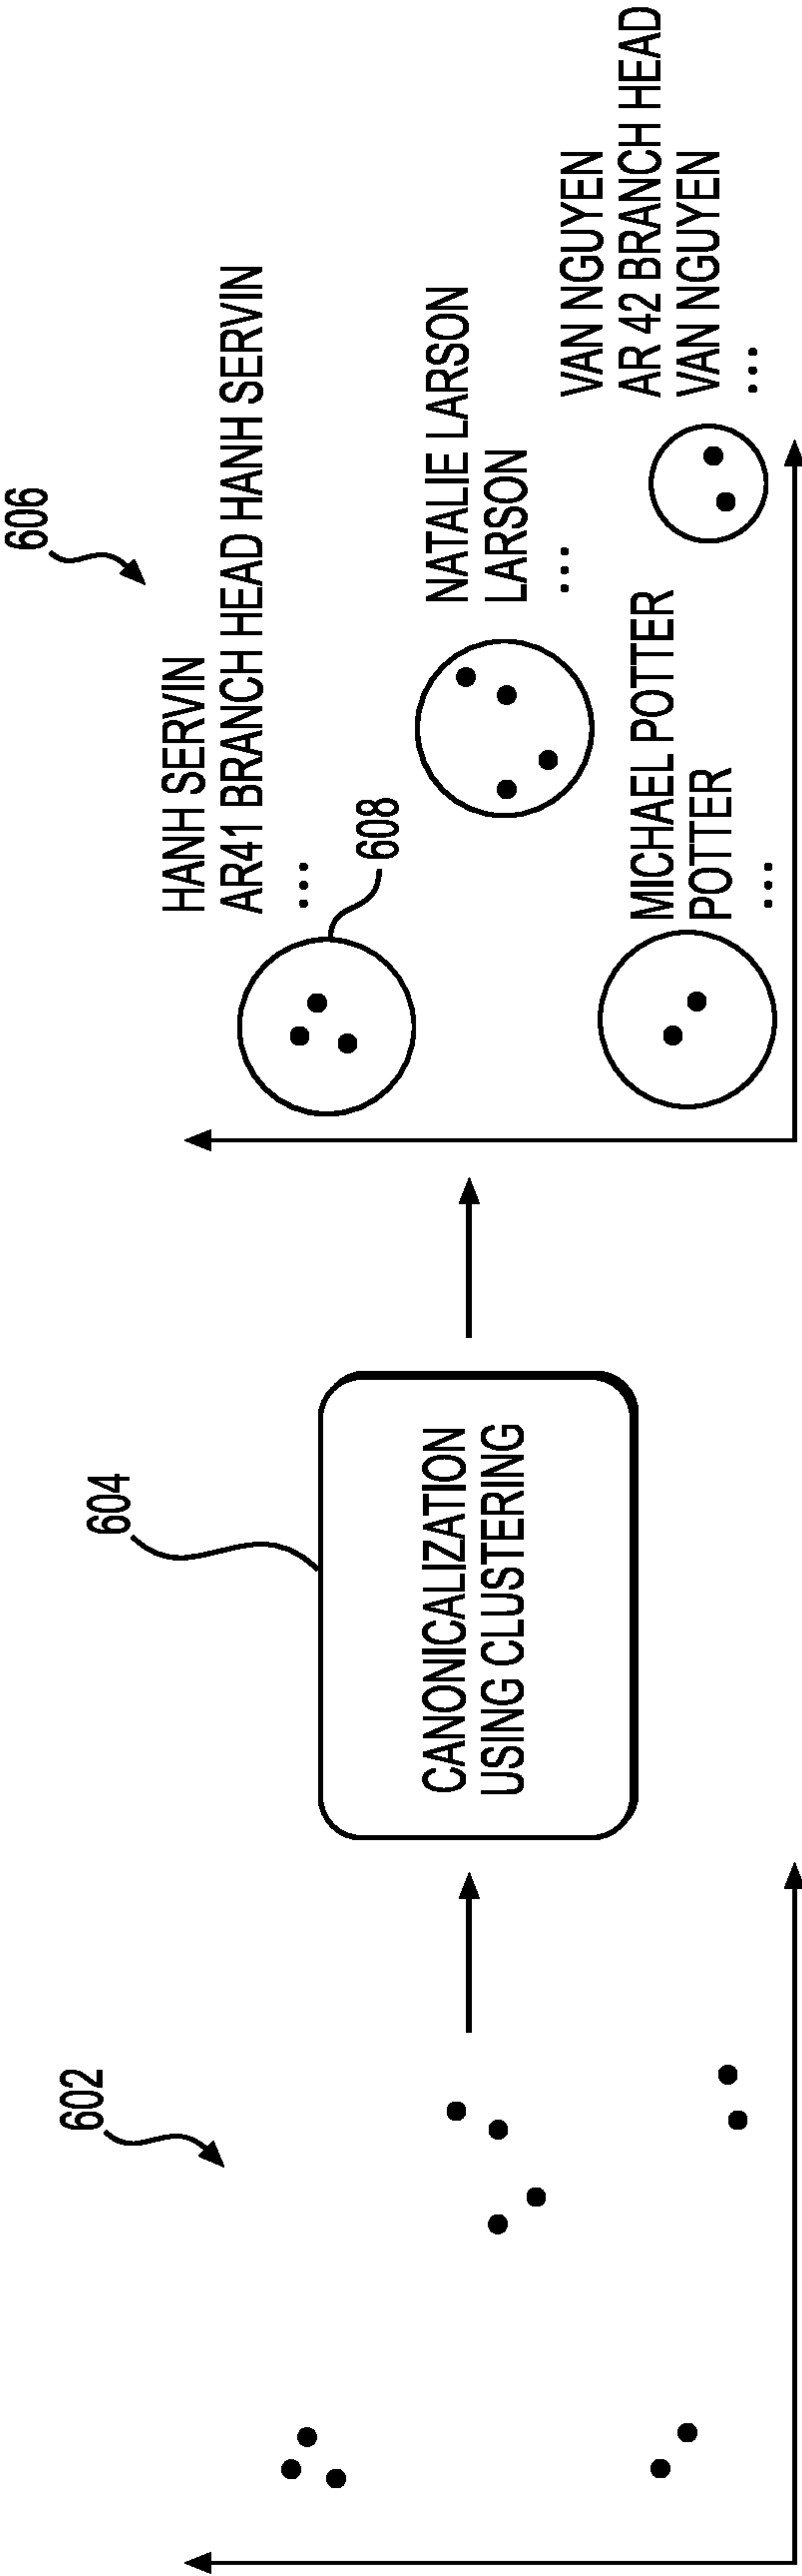 602
604
CANONICALIZATION
USING CLUSTERING
606
HANH SERVIN
AR41 BRANCH HEAD HANH SERVIN
...
608
NATALIE LARSON
LARSON
...
MICHAEL POTTER
POTTER
...
VAN NGUYEN
AR 42 BRANCH HEAD
VAN NGUYEN
...